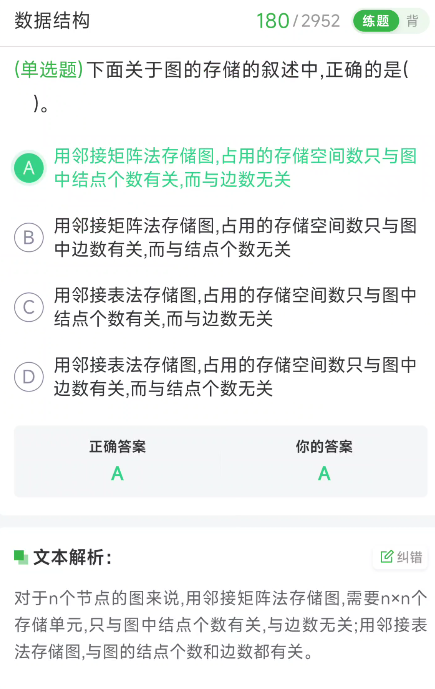 数据结构 180/2952 练题 背
(单选题)下面关于图的存储的叙述中,正确的是(
)。
A 用邻接矩阵法存储图,占用的存储空间数只与图
中结点个数有关,而与边数无关
B 用邻接矩阵法存储图,占用的存储空间数只与图
中边数有关,而与结点个数无关
C 用邻接表法存储图,占用的存储空间数只与图中
结点个数有关,而与边数无关
D 用邻接表法存储图,占用的存储空间数只与图中
边数有关,而与结点个数无关
正确答案 你的答案
A A
文本解析: 纠错
对于n个节点的图来说,用邻接矩阵法存储图,需要n×n个
存储单元,只与图中结点个数有关,与边数无关;用邻接表
法存储图,与图的结点个数和边数都有关。